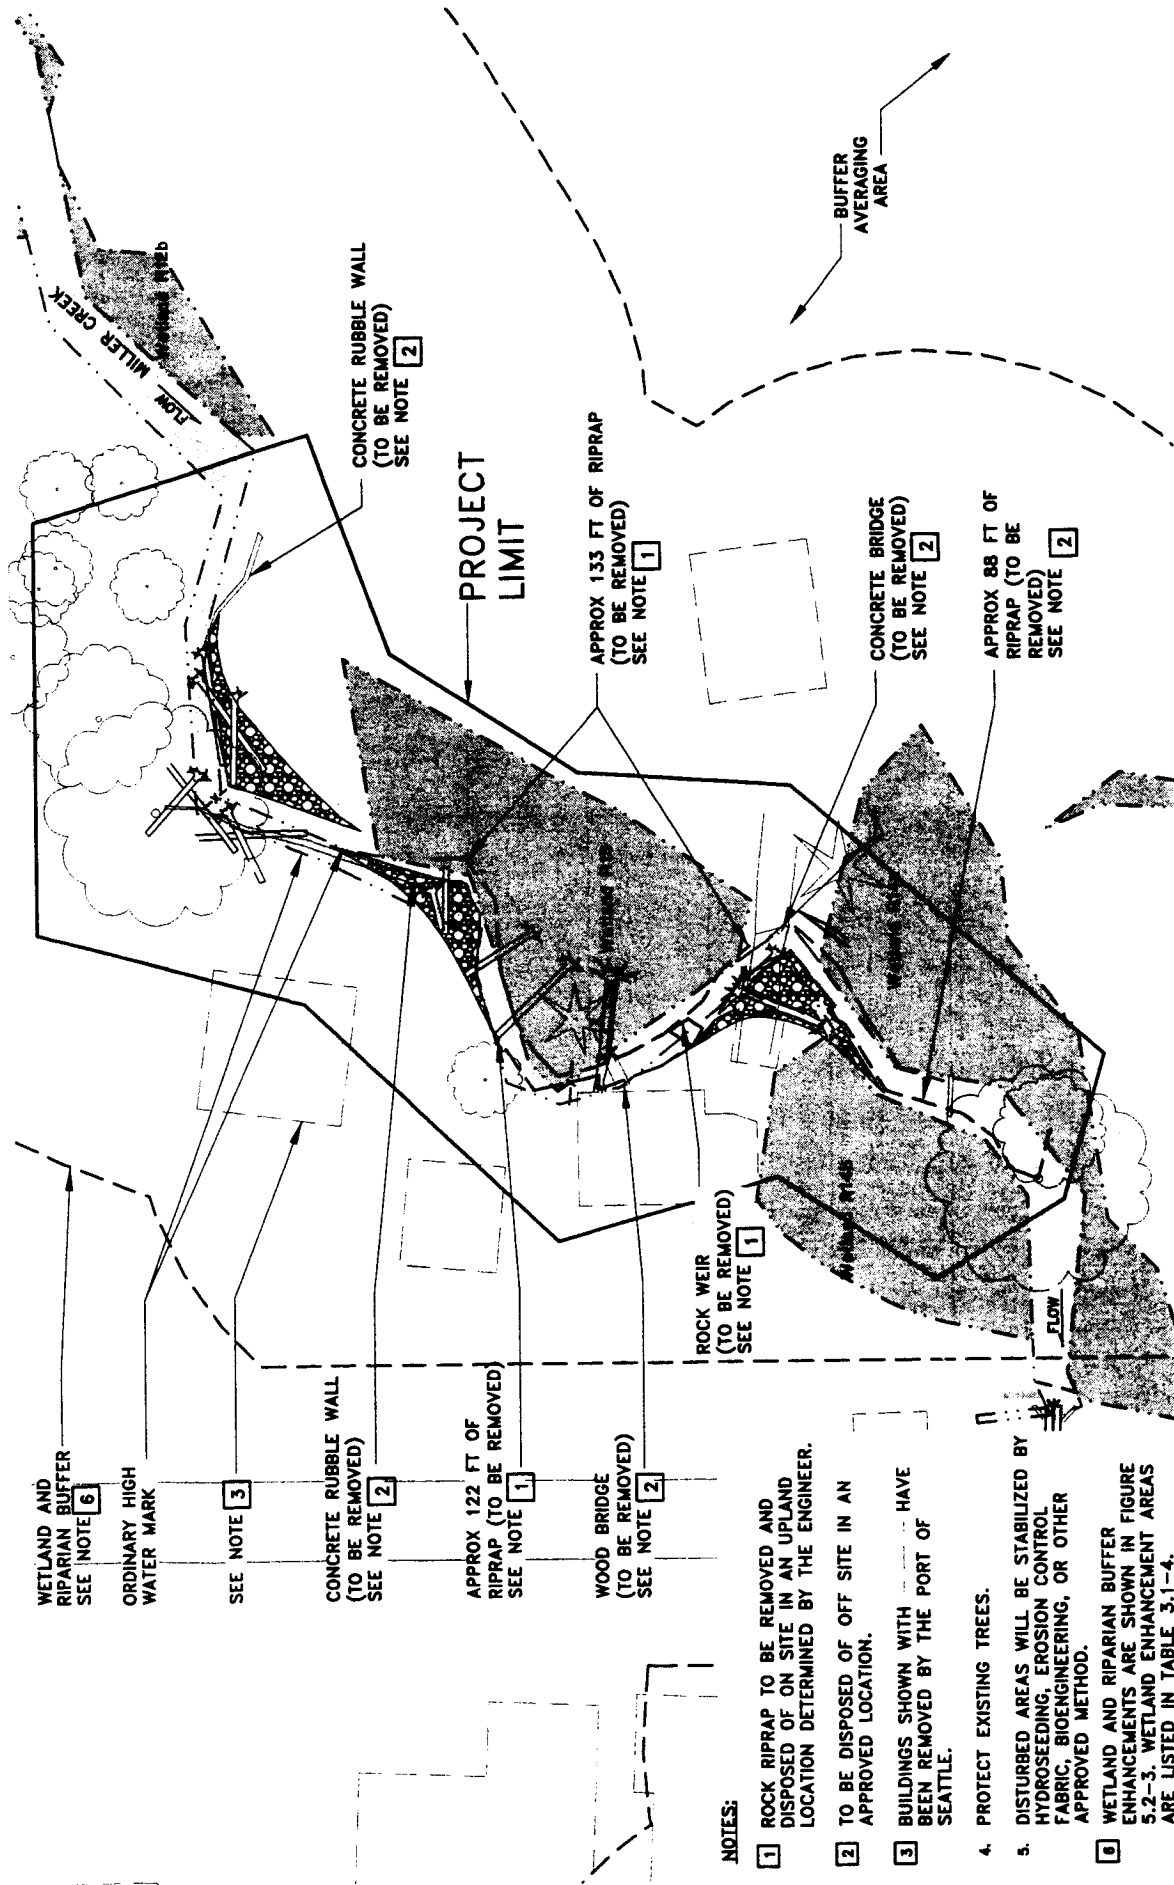 WETLAND AND
RIPARIAN BUFFER
SEE NOTE 6
ORDINARY HIGH
WATER MARK
SEE NOTE 3
CONCRETE RUBBLE WALL
(TO BE REMOVED)
SEE NOTE 2
APPROX 122 FT OF
RIPRAP (TO BE REMOVED)
SEE NOTE 1
WOOD BRIDGE
(TO BE REMOVED)
SEE NOTE 2
ROCK WEIR
(TO BE REMOVED)
SEE NOTE 1
FLOW
MILLER CREEK
FLOW
CONCRETE RUBBLE WALL
(TO BE REMOVED)
SEE NOTE 2
PROJECT
LIMIT
APPROX 133 FT OF RIPRAP
(TO BE REMOVED)
SEE NOTE 1
CONCRETE BRIDGE
(TO BE REMOVED)
SEE NOTE 2
APPROX 88 FT OF
RIPRAP (TO BE
REMOVED)
SEE NOTE 2
BUFFER
AVERAGING
AREA
Wetland
Wetland
Wetland
Wetland
NOTES:
1 ROCK RIPRAP TO BE REMOVED AND
DISPOSED OF ON SITE IN AN UPLAND
LOCATION DETERMINED BY THE ENGINEER.
2 TO BE DISPOSED OF OFF SITE IN AN
APPROVED LOCATION.
3 BUILDINGS SHOWN WITH ---- HAVE
BEEN REMOVED BY THE PORT OF
SEATTLE.
4. PROTECT EXISTING TREES.
5. DISTURBED AREAS WILL BE STABILIZED BY
HYDROSEEDING, EROSION CONTROL
FABRIC, BIOENGINEERING, OR OTHER
APPROVED METHOD.
6 WETLAND AND RIPARIAN BUFFER
ENHANCEMENTS ARE SHOWN IN FIGURE
5.2-3. WETLAND ENHANCEMENT AREAS
ARE LISTED IN TABLE 3.1-4.